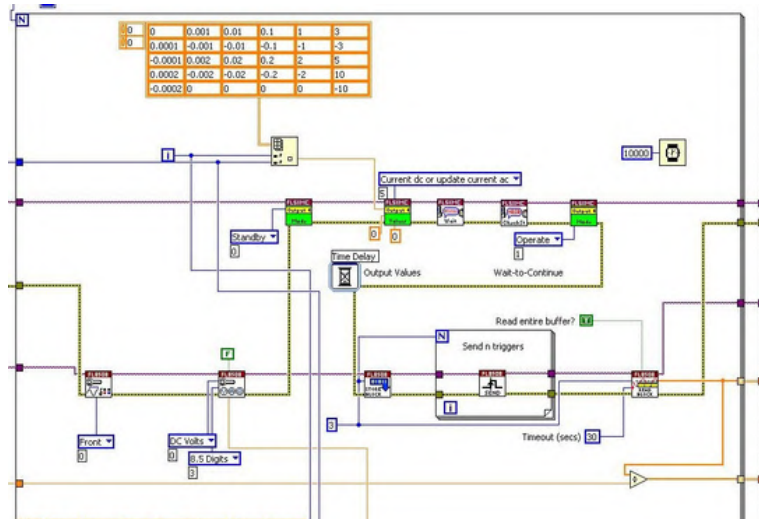 N
0 0 0.001 0.01 0.1 1 3
0 0.0001 -0.001 -0.01 -0.1 -1 -3
-0.0001 0.002 0.02 0.2 2 5
0.0002 -0.002 -0.02 -0.2 -2 10
-0.0002 0 0 0 0 -10
i
10000
Current dc or update current ac
5
Standby
0
0 0
Wait
Operate
1
Time Delay
Output Values
Wait-to-Continue
Read entire buffer?
N
Send n triggers
F
SEND
i
Front
0
DC Volts
0
8.5 Digits
3
3
Timeout (secs) 30